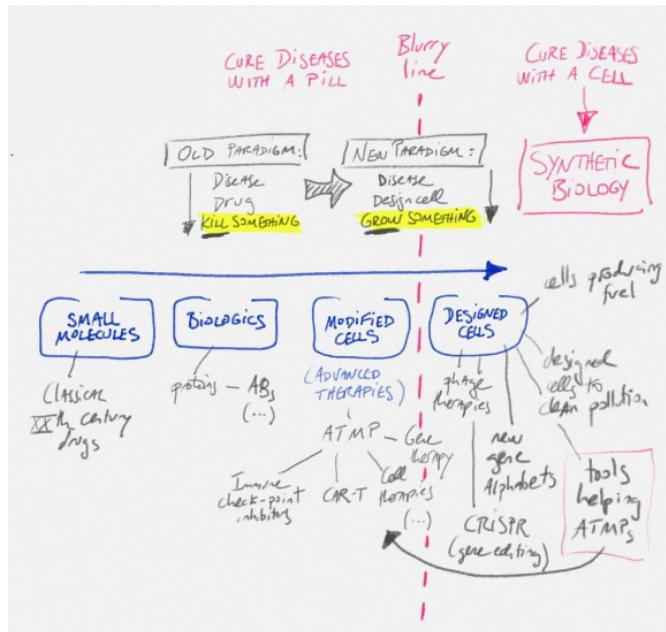 CURE DISEASES
WITH A PILL
Blurry
line
CURE DISEASES
WITH A CELL
OLD PARADIGM:
Disease
Drug
KILL SOMETHING
NEW PARADIGM:
Disease
Design cell
GROW SOMETHING
SYNTHETIC
BIOLOGY
SMALL
MOLECULES
BIOLOGICS
MODIFIED
CELLS
DESIGNED
CELLS
Classical
XXth century
drugs
proteins – ABs
(...)
(ADVANCED
THERAPIES)
ATMP
Gene
therapy
Immune
check-point
inhibitors
CAR-T
Cell
therapies
(...)
phage
therapies
CRISPR
(gene editing)
new
gene
Alphabets
cells producing
fuel
designed
cells to
clean pollution
tools
helping
ATMPs